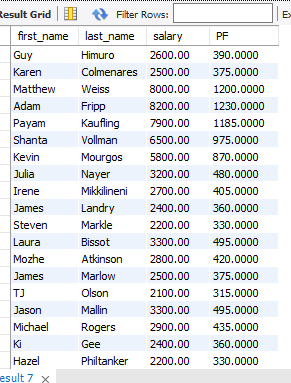 Result Grid Filter Rows: Ex
first_name last_name salary PF
Guy Himuro 2600.00 390.0000
Karen Colmenares 2500.00 375.0000
Matthew Weiss 8000.00 1200.0000
Adam Fripp 8200.00 1230.0000
Payam Kaufling 7900.00 1185.0000
Shanta Vollman 6500.00 975.0000
Kevin Mourgos 5800.00 870.0000
Julia Nayer 3200.00 480.0000
Irene Mikkilineni 2700.00 405.0000
James Landry 2400.00 360.0000
Steven Markle 2200.00 330.0000
Laura Bissot 3300.00 495.0000
Mozhe Atkinson 2800.00 420.0000
James Marlow 2500.00 375.0000
TJ Olson 2100.00 315.0000
Jason Mallin 3300.00 495.0000
Michael Rogers 2900.00 435.0000
Ki Gee 2400.00 360.0000
Hazel Philtanker 2200.00 330.0000
esult 7